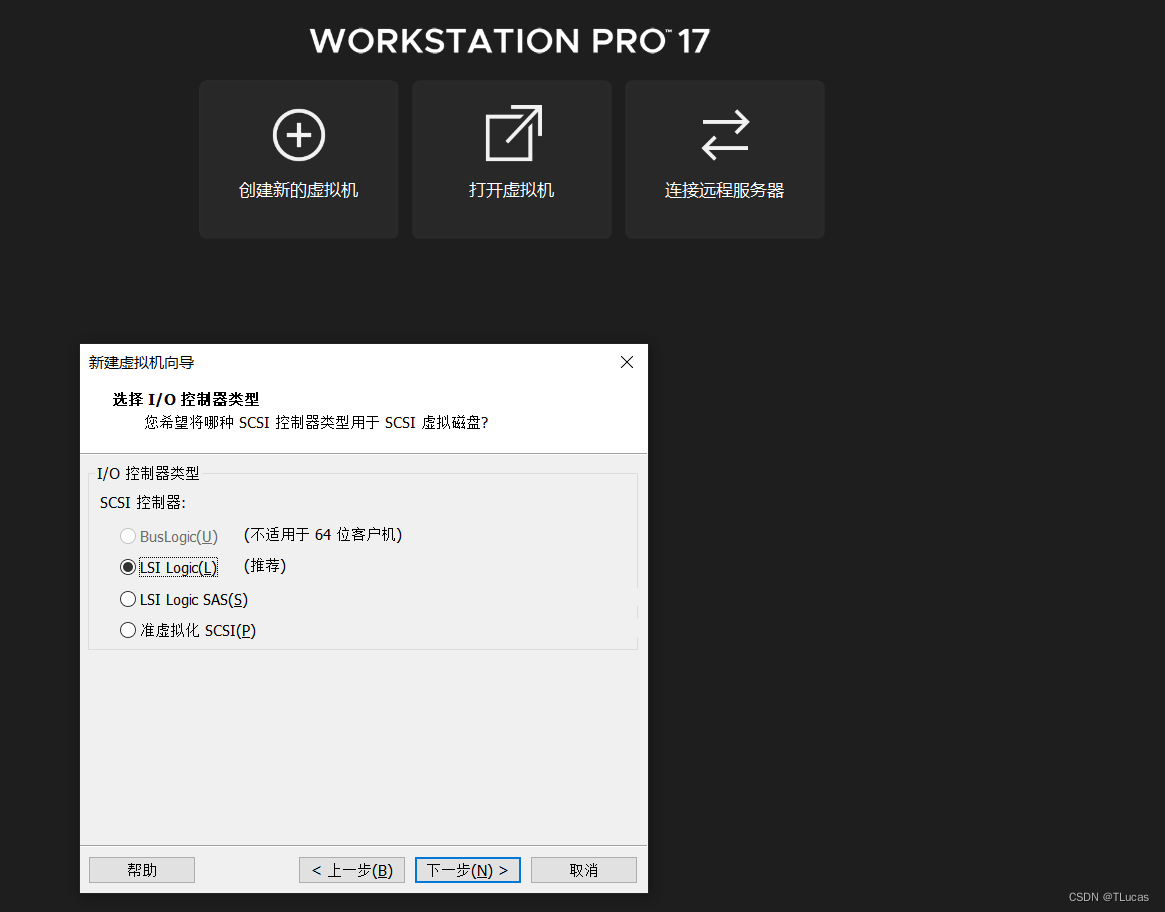 WORKSTATION PRO™ 17
创建新的虚拟机
打开虚拟机
连接远程服务器
新建虚拟机向导
选择 I/O 控制器类型
您希望将哪种 SCSI 控制器类型用于 SCSI 虚拟磁盘?
I/O 控制器类型
SCSI 控制器:
BusLogic(U) (不适用于 64 位客户机)
LSI Logic(L) (推荐)
LSI Logic SAS(S)
准虚拟化 SCSI(P)
帮助 < 上一步(B) 下一步(N) > 取消
CSDN @TLucas